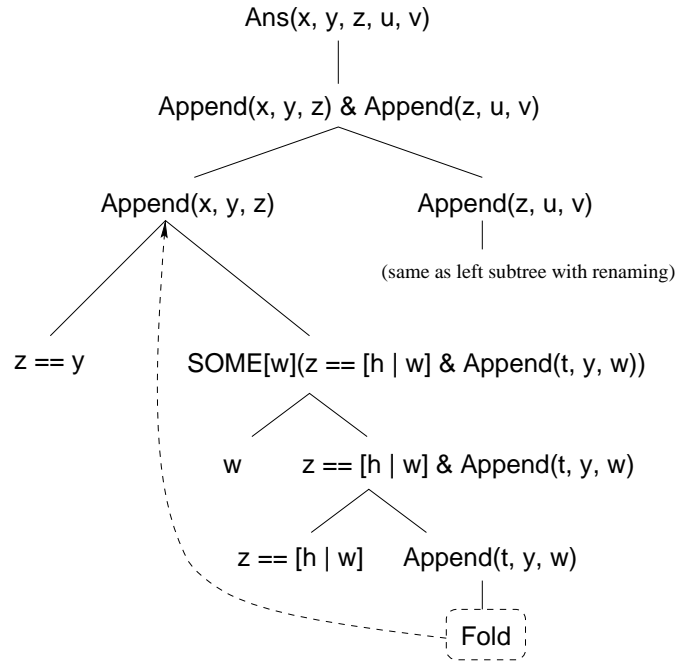 Ans(x, y, z, u, v)
Append(x, y, z) & Append(z, u, v)
Append(x, y, z) Append(z, u, v)
(same as left subtree with renaming)
z == y SOME[w](z == [h | w] & Append(t, y, w))
w z == [h | w] & Append(t, y, w)
z == [h | w] Append(t, y, w)
Fold